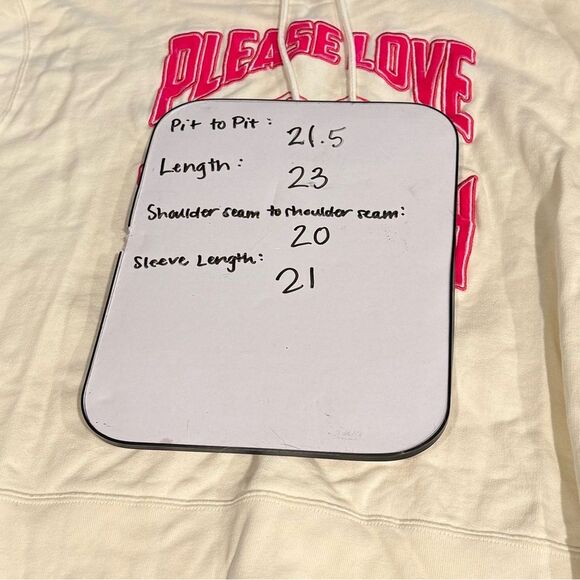 PLEASE LOVE
Pit to Pit: 21.5
Length: 23
Shoulder seam to shoulder seam:
20
Sleeve Length: 21